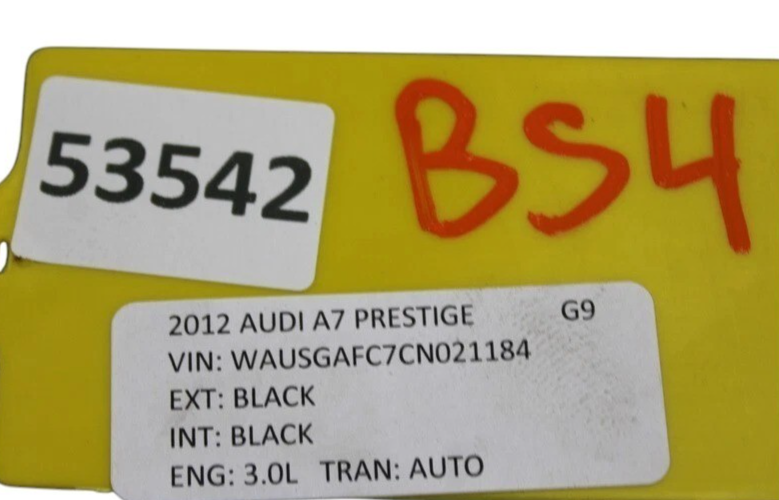 53542
BS4
2012 AUDI A7 PRESTIGE G9
VIN: WAUSGAFC7CN021184
EXT: BLACK
INT: BLACK
ENG: 3.0L TRAN: AUTO